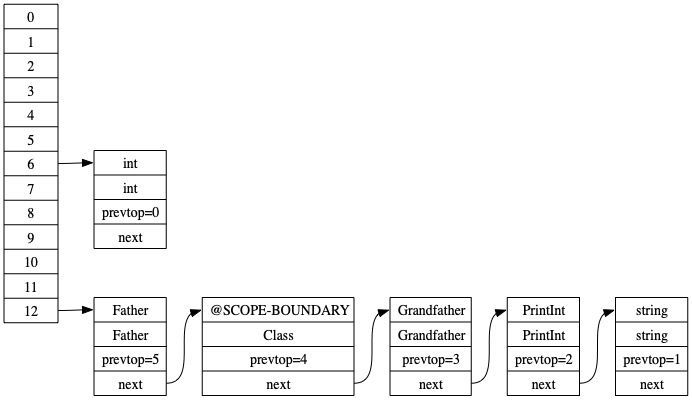 0
1
2
3
4
5
6
7
8
9
10
11
12
int
int
prevtop=0
next
Father
Father
prevtop=5
next
@SCOPE-BOUNDARY
Class
prevtop=4
next
Grandfather
Grandfather
prevtop=3
next
PrintInt
PrintInt
prevtop=2
next
string
string
prevtop=1
next